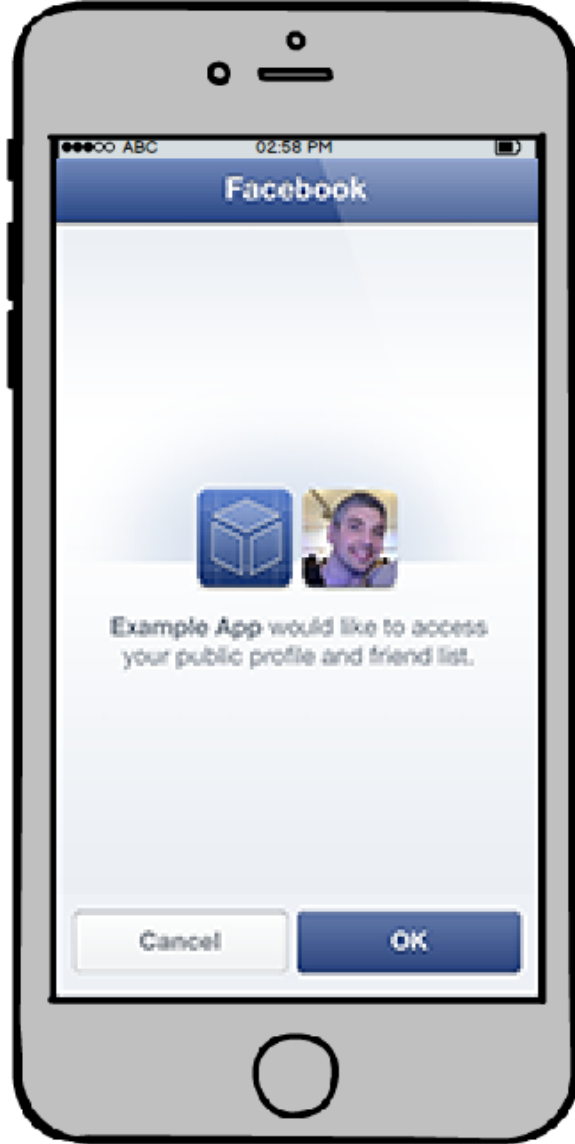 ABC 02:58 PM
Facebook
Example App would like to access
your public profile and friend list.
Cancel OK